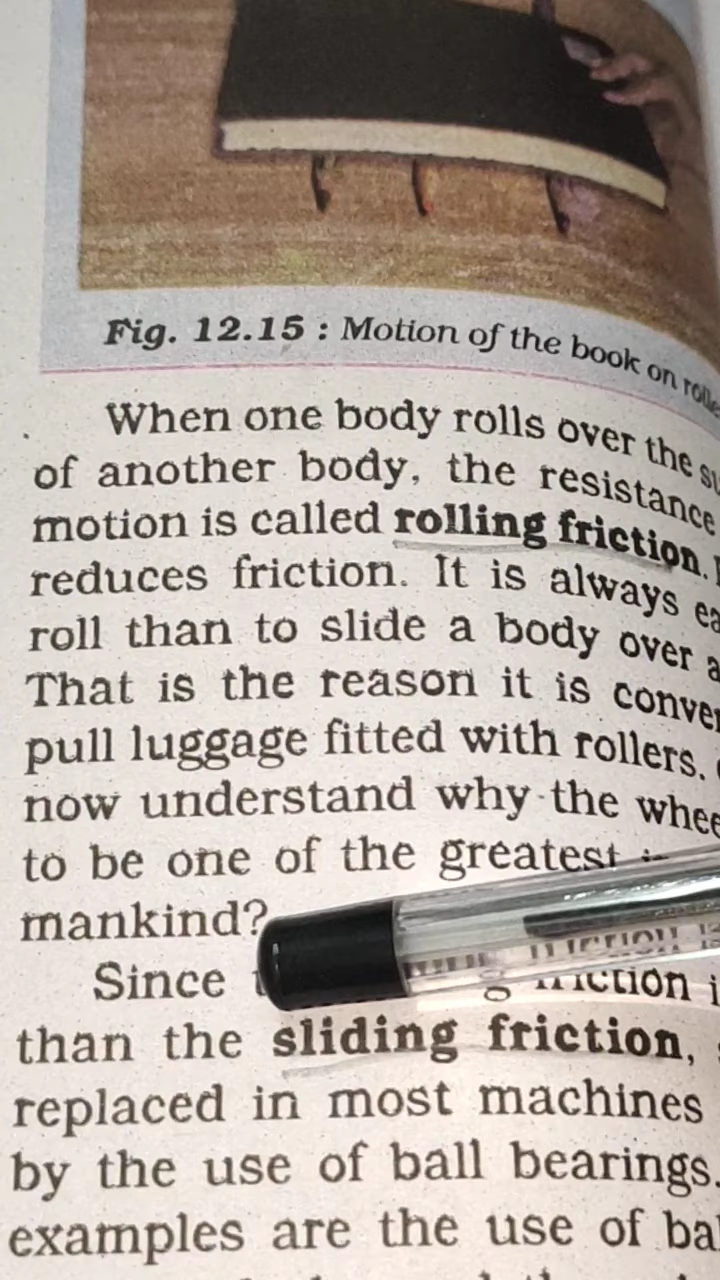 Fig. 12.15 : Motion of the book on
When one body rolls over the
of another body, the resistance
motion is called rolling friction.
reduces friction. It is always
roll than to slide a body over
That is the reason it is
pull luggage fitted with rollers.
now understand why the
to be one of the greatest
mankind?
Since friction
than the sliding friction,
replaced in most machines
by the use of ball bearings.
examples are the use of